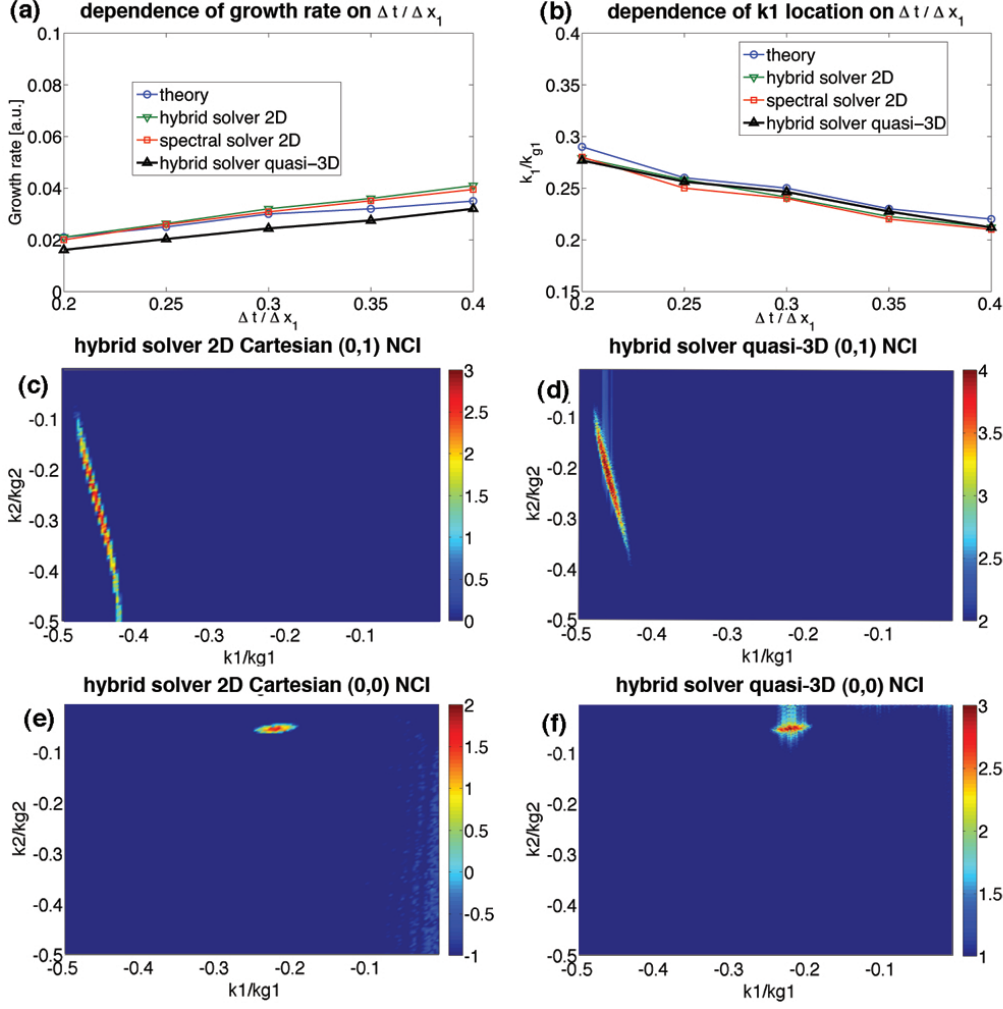 (a) dependence of growth rate on Δ t / Δ x1
0.1
0.08
0.06
0.04
0.02
0
Growth rate [a.u.]
theory
hybrid solver 2D
spectral solver 2D
hybrid solver quasi−3D
0.2 0.25 0.3 0.35 0.4
Δ t / Δ x1
(b) dependence of k1 location on Δ t / Δ x1
0.4
0.35
0.3
0.25
0.2
0.15
k1/kg1
theory
hybrid solver 2D
spectral solver 2D
hybrid solver quasi−3D
0.2 0.25 0.3 0.35 0.4
Δ t / Δ x1
hybrid solver 2D Cartesian (0,1) NCI
(c)
-0.1
-0.2
-0.3
-0.4
-0.5
k2/kg2
-0.5 -0.4 -0.3 -0.2 -0.1
k1/kg1
3
2.5
2
1.5
1
0.5
0
hybrid solver quasi-3D (0,1) NCI
(d)
-0.1
-0.2
-0.3
-0.4
-0.5
k2/kg2
-0.5 -0.4 -0.3 -0.2 -0.1
k1/kg1
4
3.5
3
2.5
2
hybrid solver 2D Cartesian (0,0) NCI
(e)
-0.1
-0.2
-0.3
-0.4
-0.5
k2/kg2
-0.5 -0.4 -0.3 -0.2 -0.1
k1/kg1
2
1.5
1
0.5
0
-0.5
-1
hybrid solver quasi-3D (0,0) NCI
(f)
-0.1
-0.2
-0.3
-0.4
-0.5
k2/kg2
-0.5 -0.4 -0.3 -0.2 -0.1
k1/kg1
3
2.5
2
1.5
1